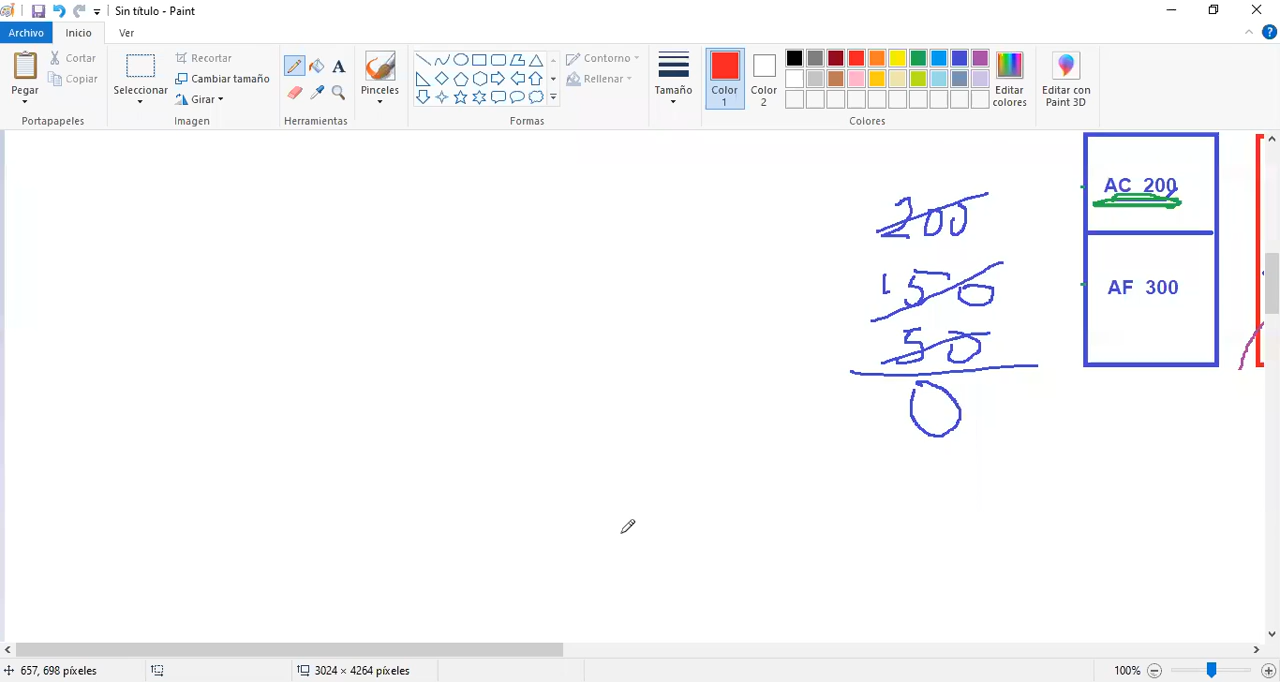 Sin título - Paint
Archivo
Inicio
Ver
Pegar
Cortar
Copiar
Portapapeles
Seleccionar
Recortar
Cambiar tamaño
Girar
Imagen
A
Herramientas
Pinceles
Contorno
Rellenar
Formas
Tamaño
Color 1
Color 2
Editar colores
Colores
Editar con Paint 3D
AC 200
200
150
AF 300
50
0
657, 698 píxeles
3024 × 4264 píxeles
100%